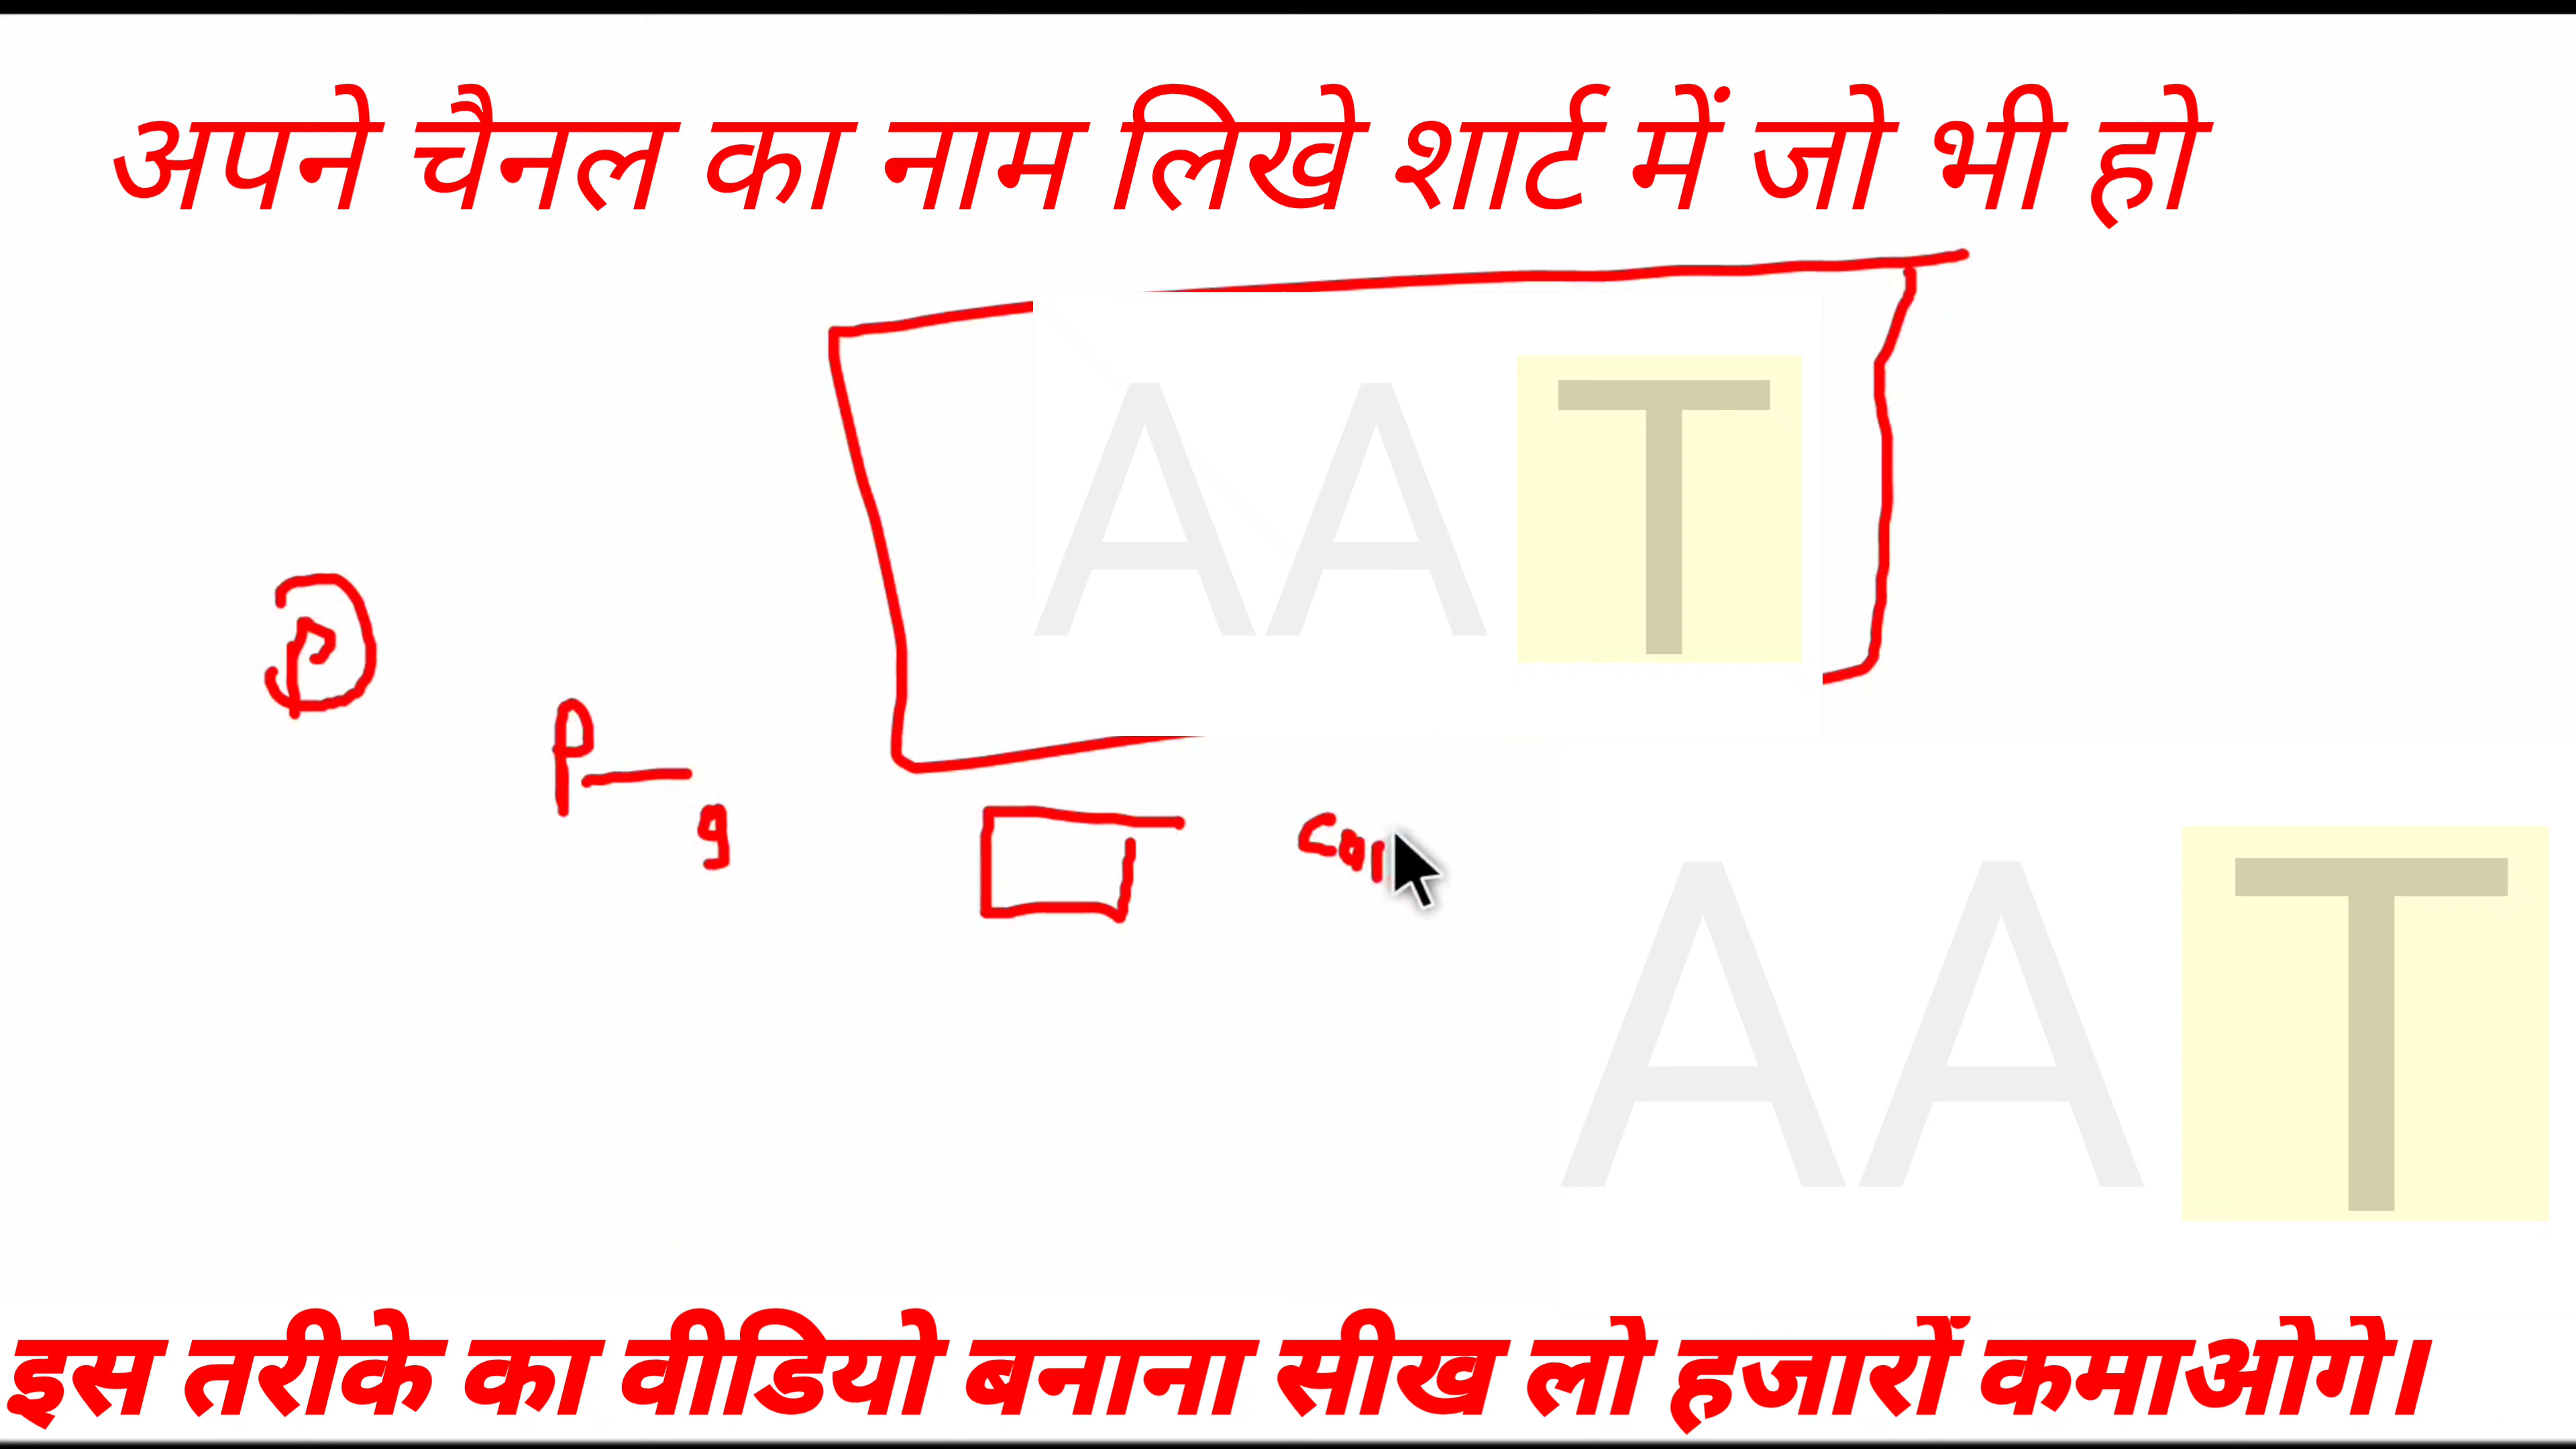 अपने चैनल का नाम लिखे शार्ट में जो भी हो
AAT
P
P
g
AAT
इस तरीके का वीडियो बनाना सीख लो हजारों कमाओगे।